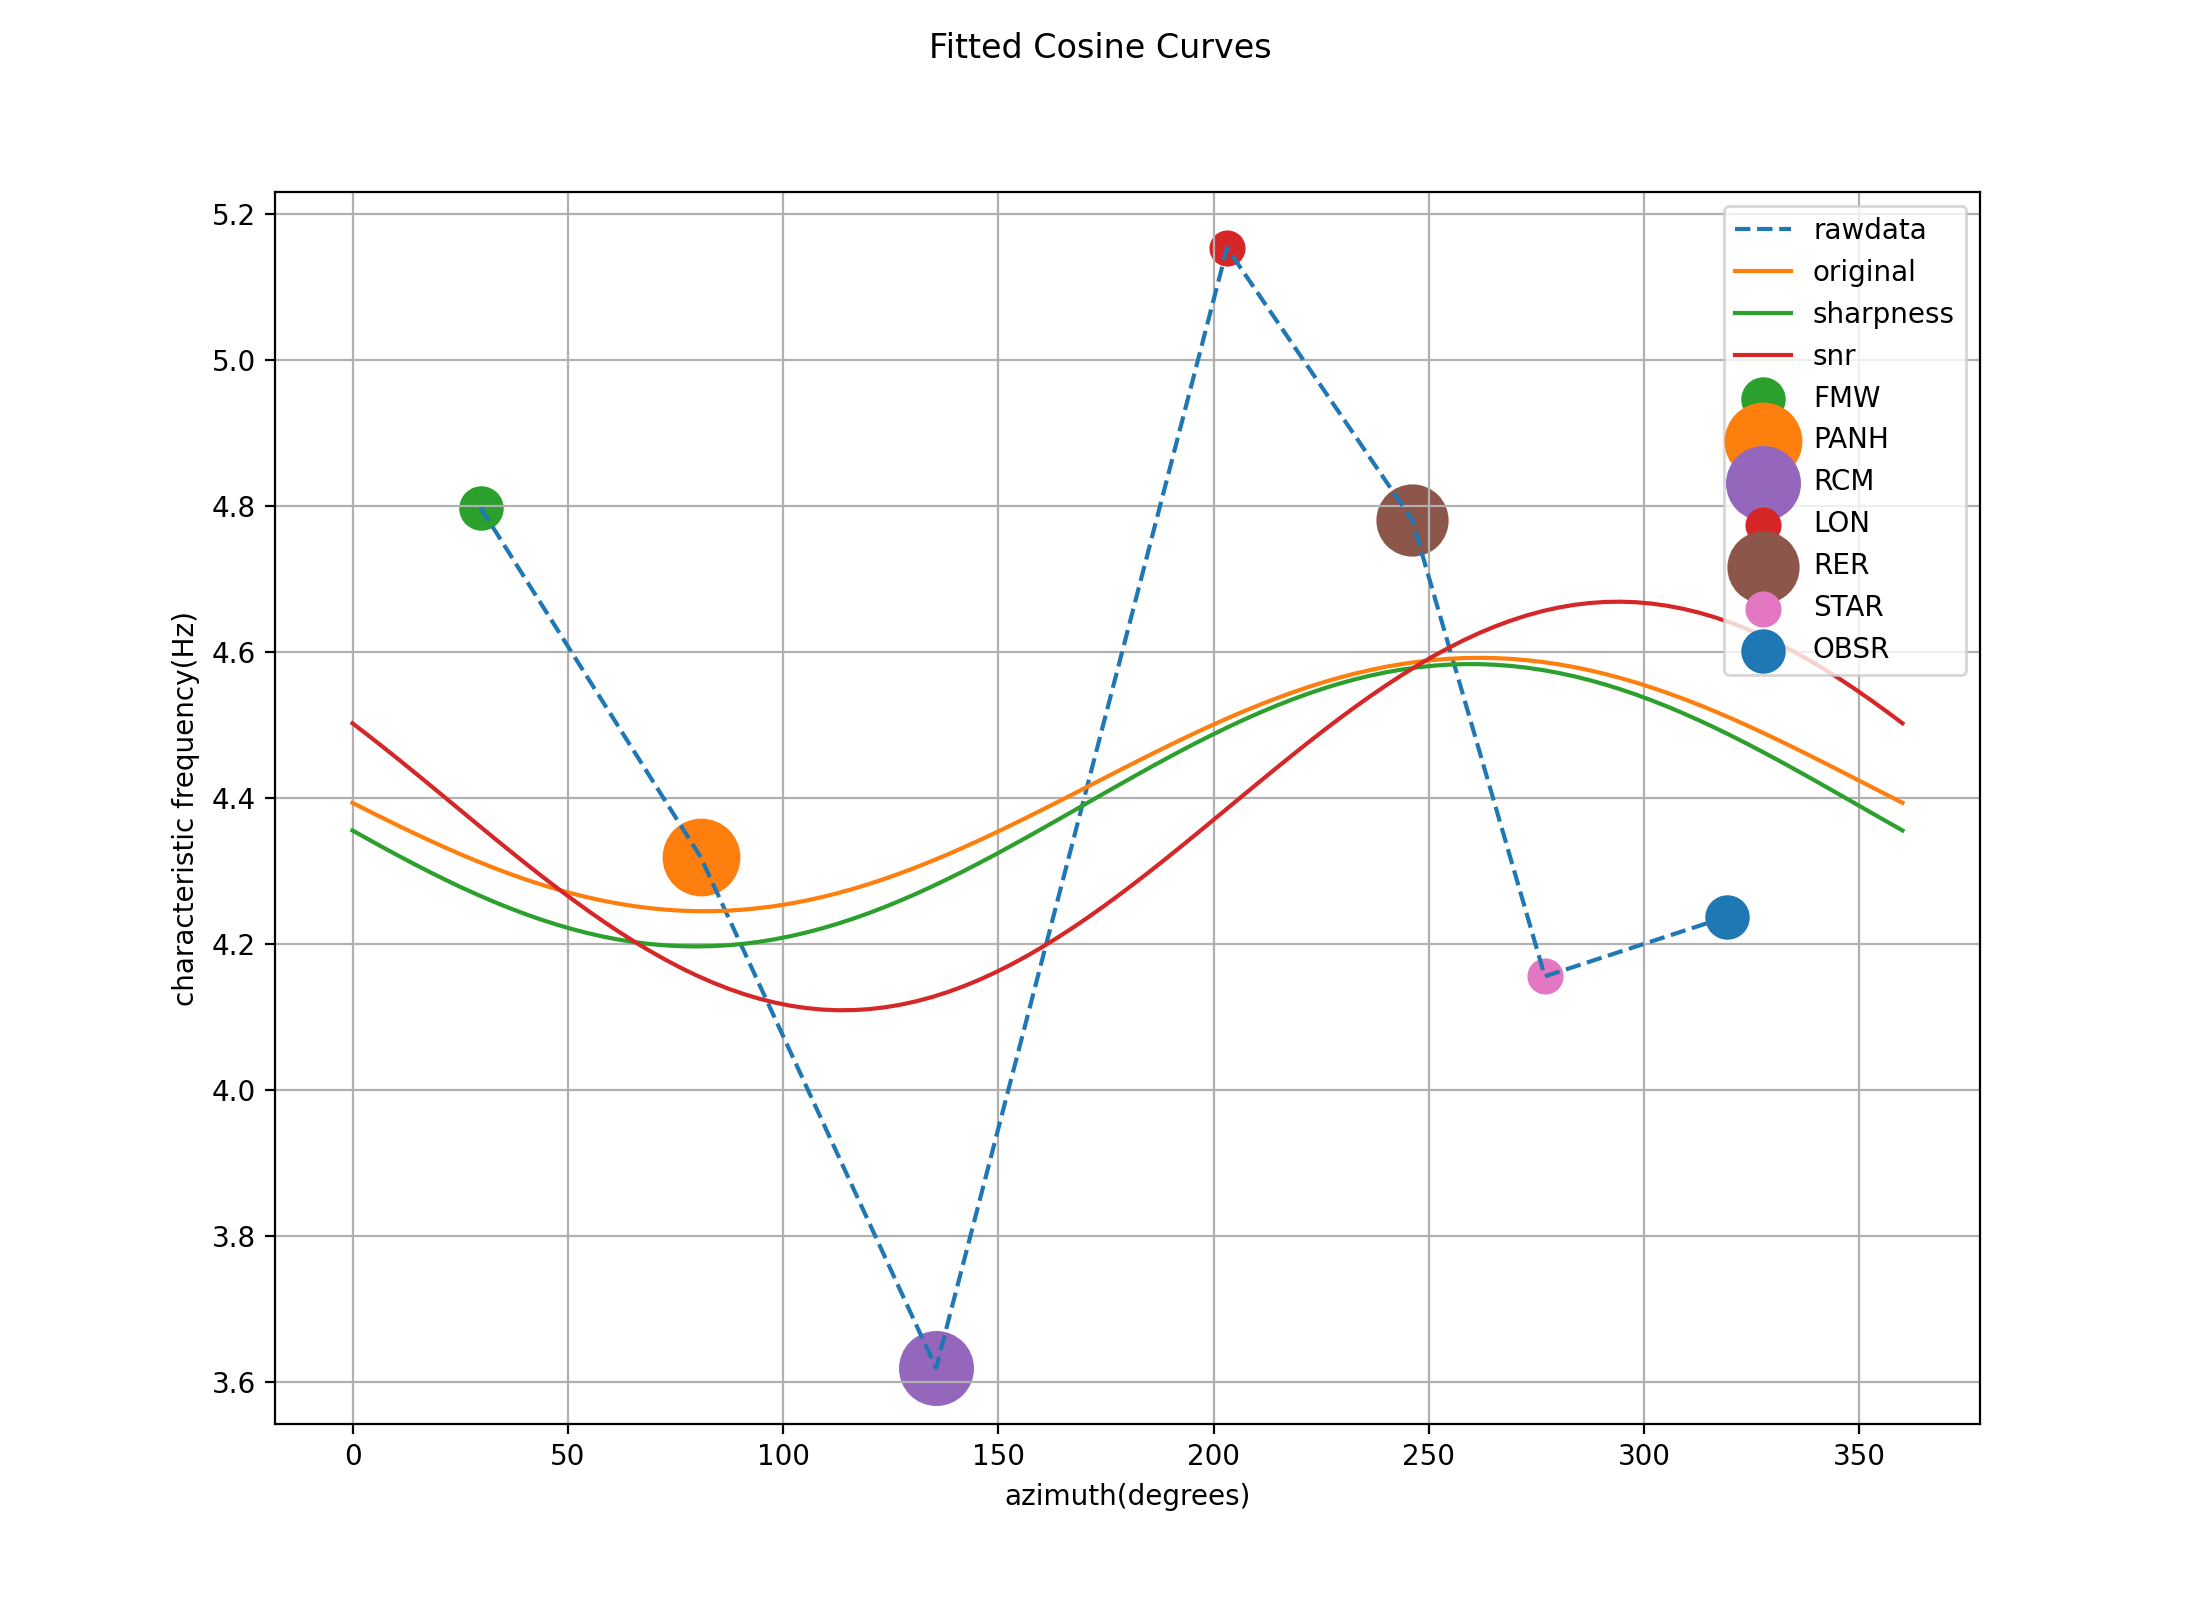 Fitted Cosine Curves
5.2
5.0
4.8
4.6
4.4
4.2
4.0
3.8
3.6
characteristic frequency(Hz)
0 50 100 150 200 250 300 350
azimuth(degrees)
rawdata
original
sharpness
snr
FMW
PANH
RCM
LON
RER
STAR
OBSR